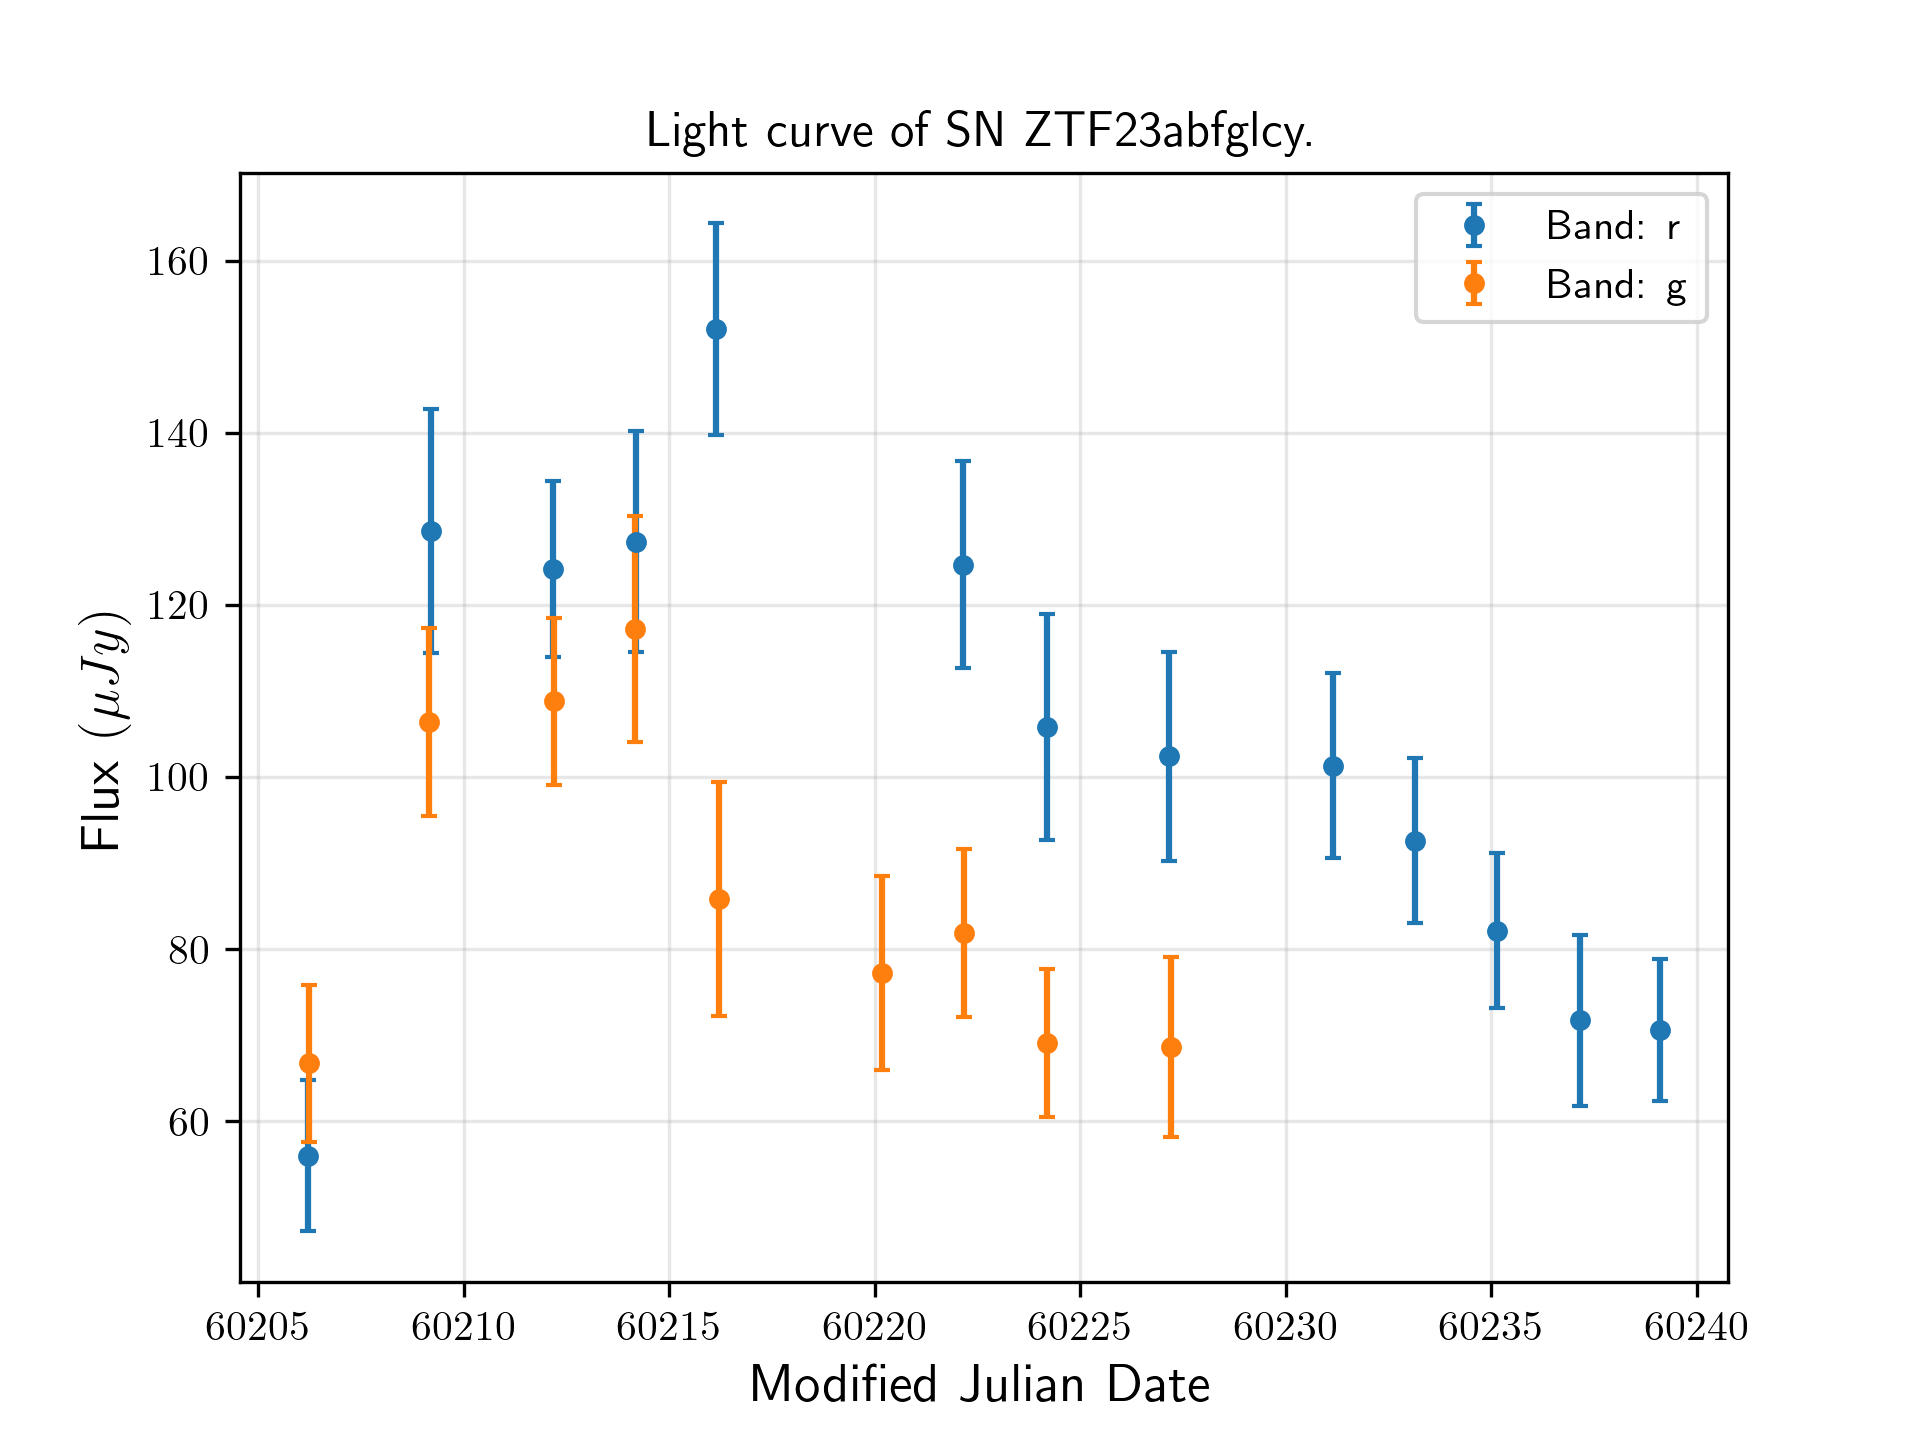 Light curve of SN ZTF23abfglcy.
Band: r
Band: g
160
140
120
100
80
60
Flux (μJy)
60205 60210 60215 60220 60225 60230 60235 60240
Modified Julian Date